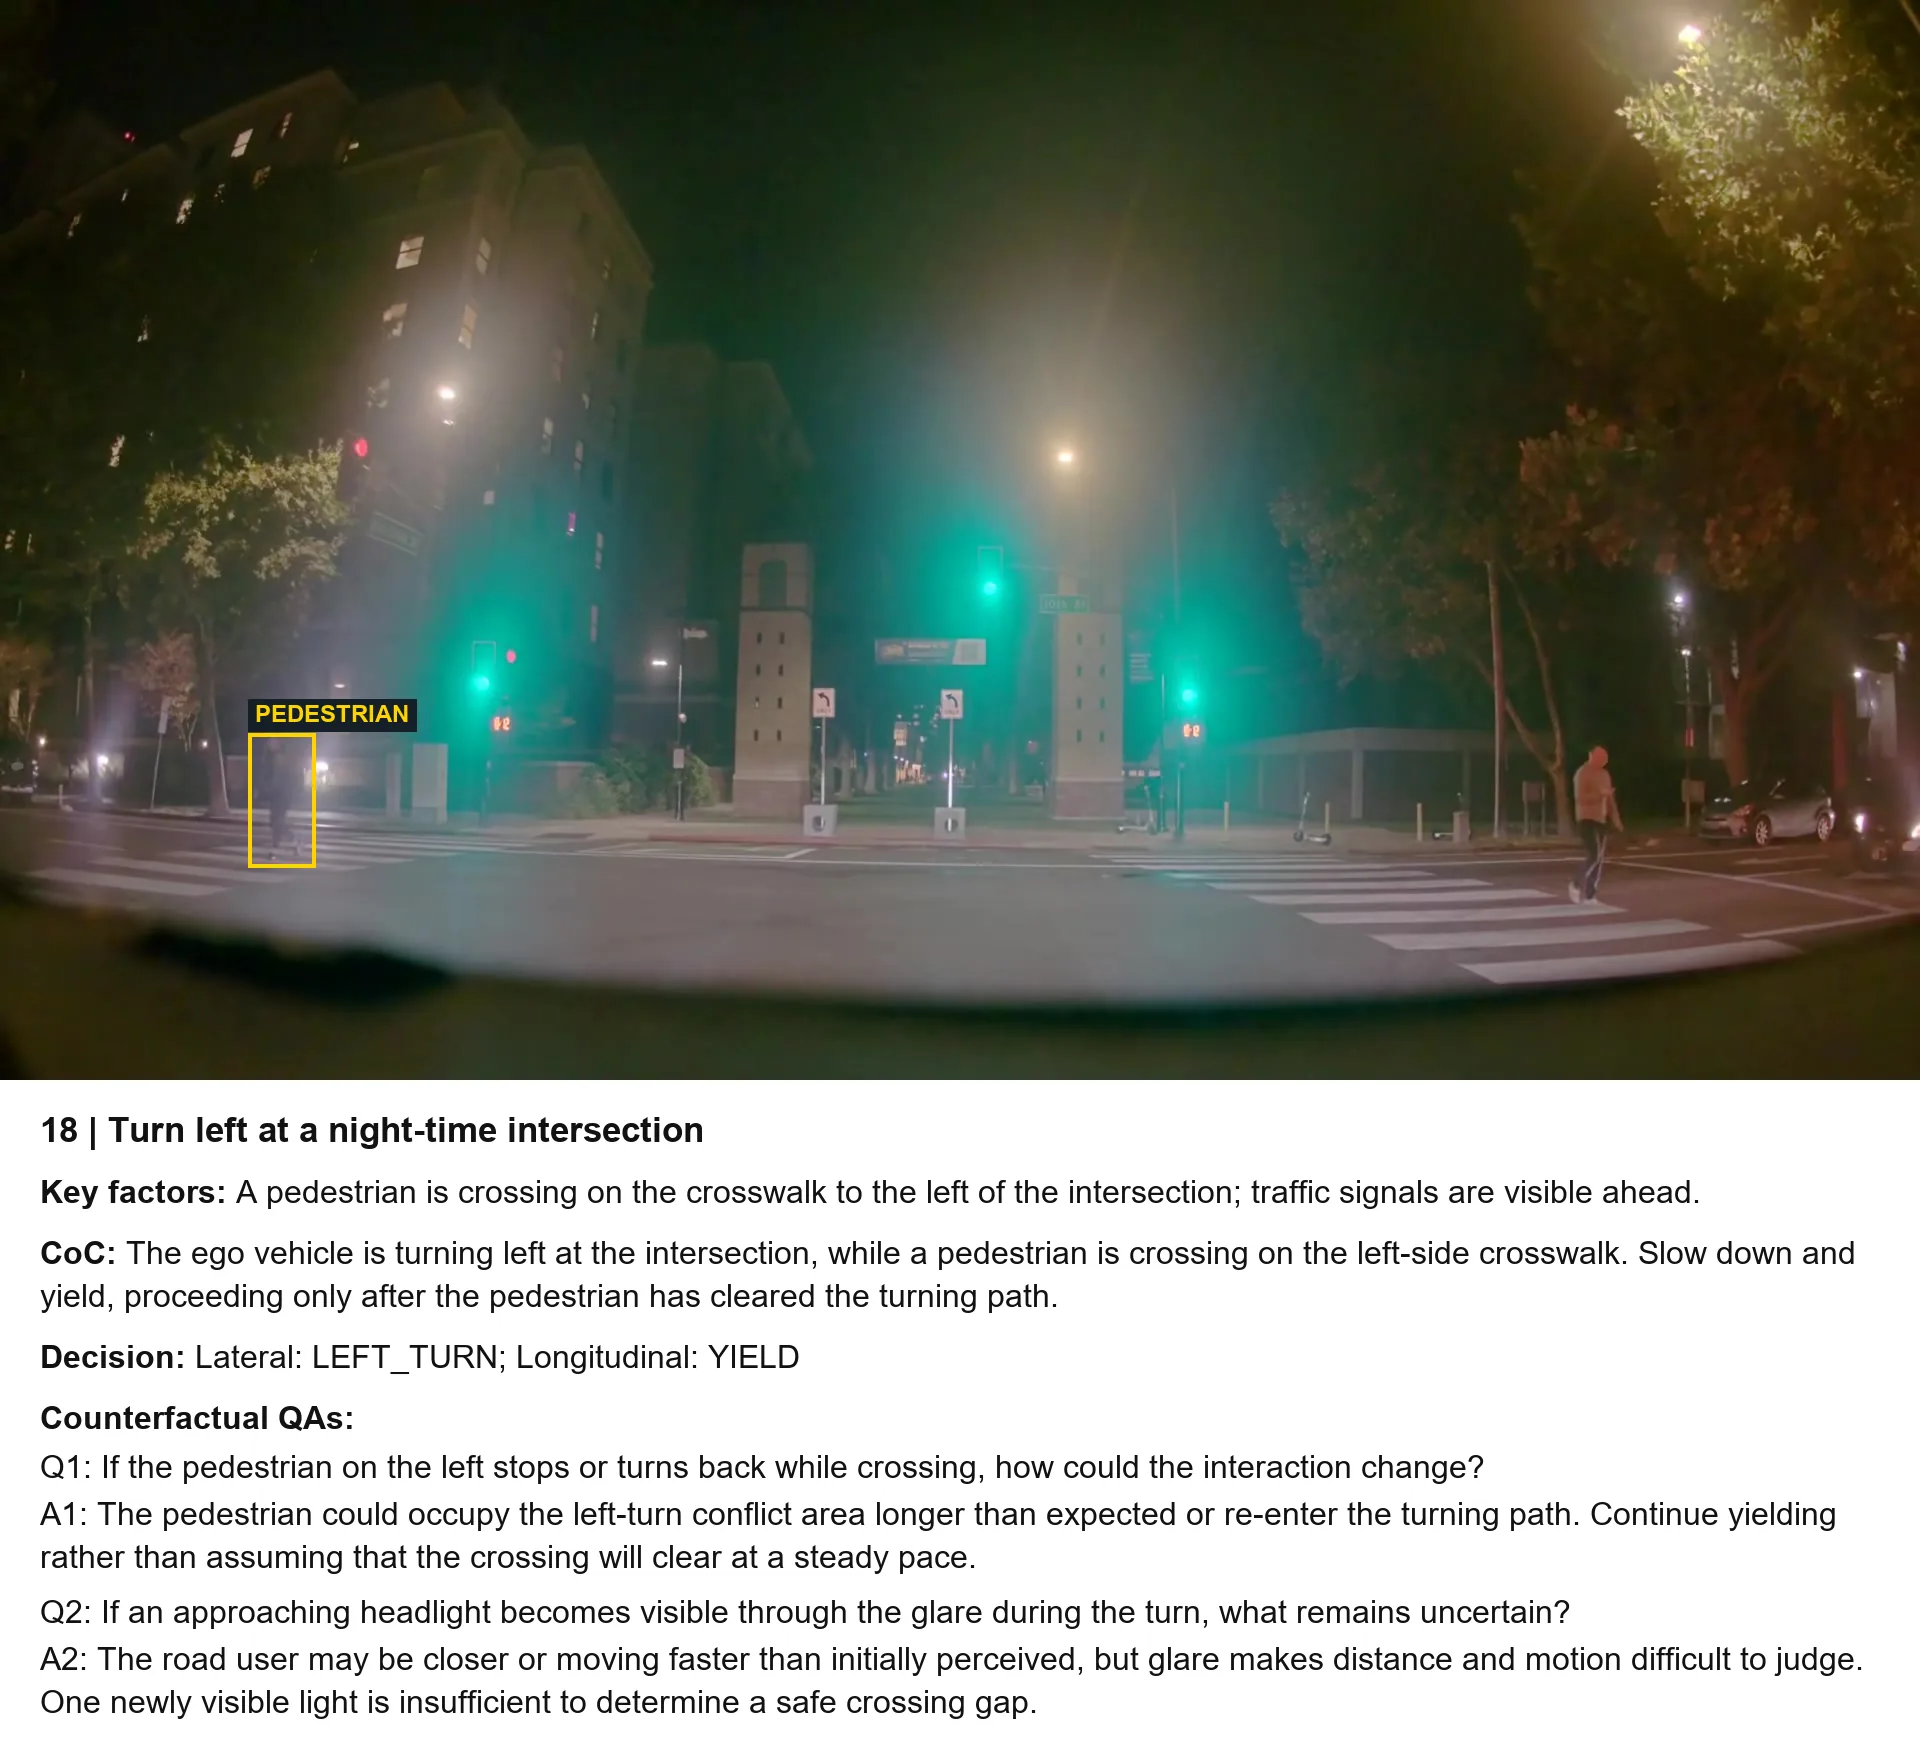 10th St
ONLY
ONLY
PEDESTRIAN
18 | Turn left at a night-time intersection
Key factors: A pedestrian is crossing on the crosswalk to the left of the intersection; traffic signals are visible ahead.
CoC: The ego vehicle is turning left at the intersection, while a pedestrian is crossing on the left-side crosswalk. Slow down and
yield, proceeding only after the pedestrian has cleared the turning path.
Decision: Lateral: LEFT_TURN; Longitudinal: YIELD
Counterfactual QAs:
Q1: If the pedestrian on the left stops or turns back while crossing, how could the interaction change?
A1: The pedestrian could occupy the left-turn conflict area longer than expected or re-enter the turning path. Continue yielding
rather than assuming that the crossing will clear at a steady pace.
Q2: If an approaching headlight becomes visible through the glare during the turn, what remains uncertain?
A2: The road user may be closer or moving faster than initially perceived, but glare makes distance and motion difficult to judge.
One newly visible light is insufficient to determine a safe crossing gap.